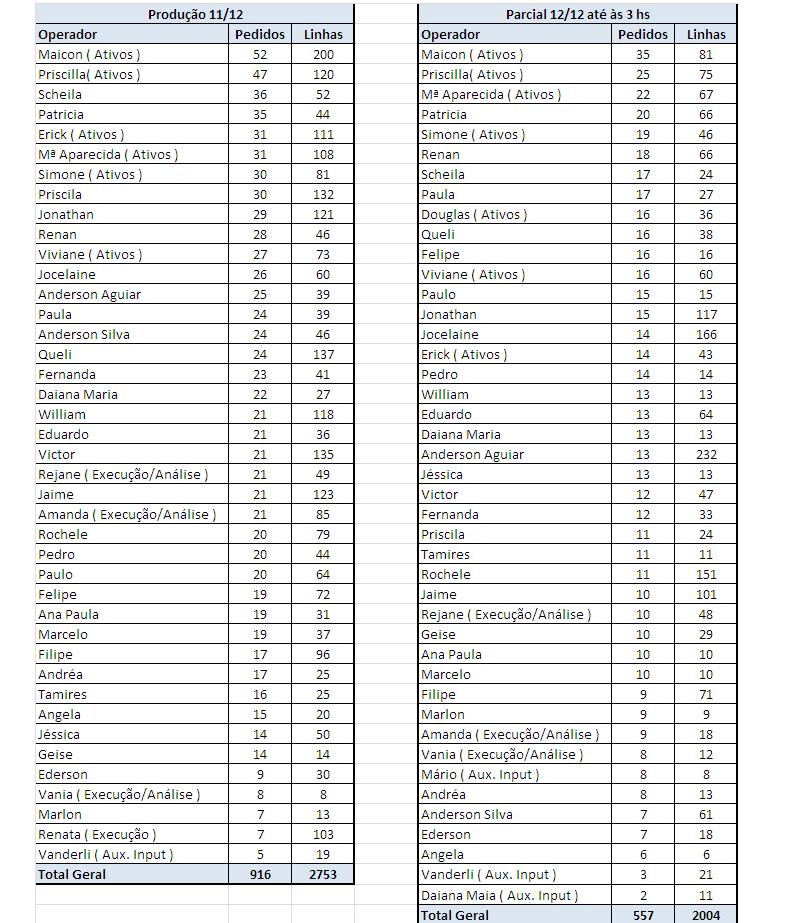 Produção 11/12
Operador Pedidos Linhas
Maicon ( Ativos ) 52 200
Priscilla( Ativos ) 47 120
Scheila 36 52
Patricia 35 44
Erick ( Ativos ) 31 111
Mª Aparecida ( Ativos ) 31 108
Simone ( Ativos ) 30 81
Priscila 30 132
Jonathan 29 121
Renan 28 46
Viviane ( Ativos ) 27 73
Jocelaine 26 60
Anderson Aguiar 25 39
Paula 24 39
Anderson Silva 24 46
Queli 24 137
Fernanda 23 41
Daiana Maria 22 27
William 21 118
Eduardo 21 36
Victor 21 135
Rejane ( Execução/Análise ) 21 49
Jaime 21 123
Amanda ( Execução/Análise ) 21 85
Rochele 20 79
Pedro 20 44
Paulo 20 64
Felipe 19 72
Ana Paula 19 31
Marcelo 19 37
Filipe 17 96
Andréa 17 25
Tamires 16 25
Angela 15 20
Jéssica 14 50
Geise 14 14
Ederson 9 30
Vania ( Execução/Análise ) 8 8
Marlon 7 13
Renata ( Execução ) 7 103
Vanderli ( Aux. Input ) 5 19
Total Geral 916 2753
Parcial 12/12 até às 3 hs
Operador Pedidos Linhas
Maicon ( Ativos ) 35 81
Priscilla( Ativos ) 25 75
Mª Aparecida ( Ativos ) 22 67
Patricia 20 66
Simone ( Ativos ) 19 46
Renan 18 66
Scheila 17 24
Paula 17 27
Douglas ( Ativos ) 16 36
Queli 16 38
Felipe 16 16
Viviane ( Ativos ) 16 60
Paulo 15 15
Jonathan 15 117
Jocelaine 14 166
Erick ( Ativos ) 14 43
Pedro 14 14
William 13 13
Eduardo 13 64
Daiana Maria 13 13
Anderson Aguiar 13 232
Jéssica 13 13
Victor 12 47
Fernanda 12 33
Priscila 11 24
Tamires 11 11
Rochele 11 151
Jaime 10 101
Rejane ( Execução/Análise ) 10 48
Geise 10 29
Ana Paula 10 10
Marcelo 10 10
Filipe 9 71
Marlon 9 9
Amanda ( Execução/Análise ) 9 18
Vania ( Execução/Análise ) 8 12
Mário ( Aux. Input ) 8 8
Andréa 8 13
Anderson Silva 7 61
Ederson 7 18
Angela 6 6
Vanderli ( Aux. Input ) 3 21
Daiana Maia ( Aux. Input ) 2 11
Total Geral 557 2004